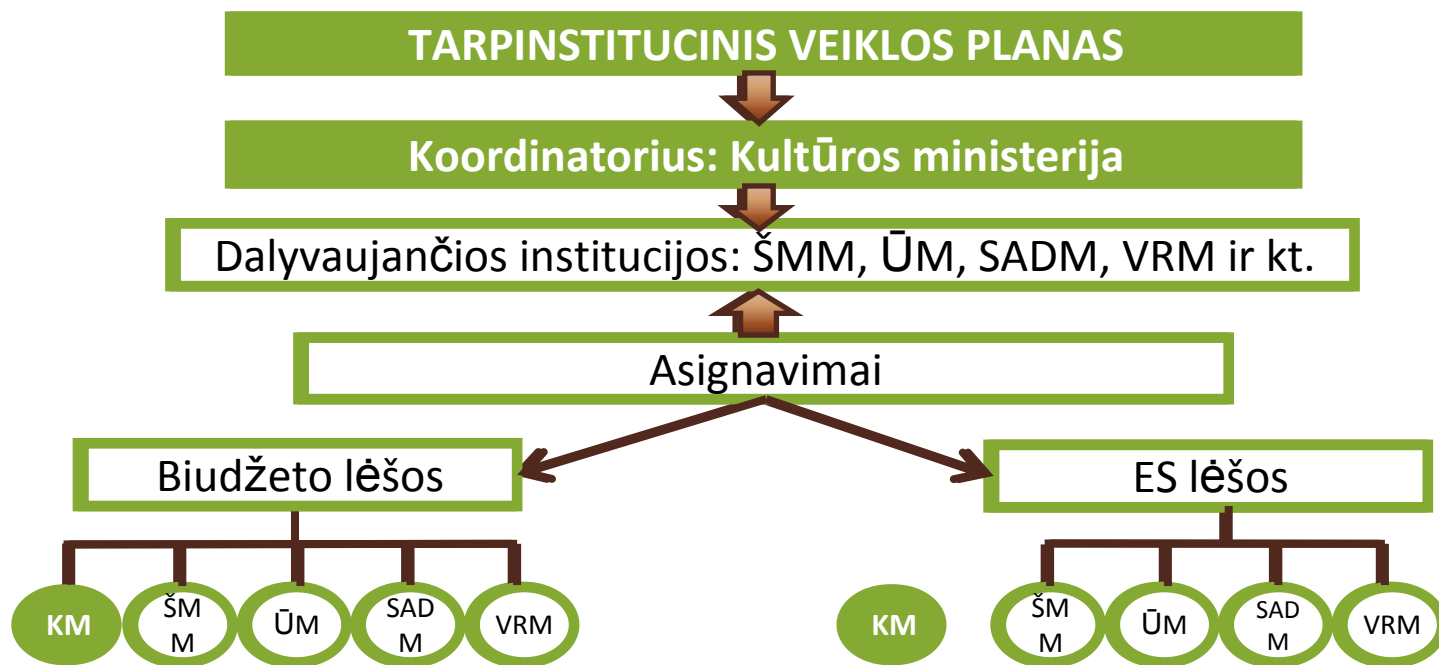 TARPINSTITUCINIS VEIKLOS PLANAS
Koordinatorius: Kultūros ministerija
Dalyvaujančios institucijos: ŠMM, ŪM, SADM, VRM ir kt.
Asignavimai
Biudžeto lėšos
ES lėšos
KM
ŠM
M
ŪM
SAD
M
VRM
KM
ŠM
M
ŪM
SAD
M
VRM